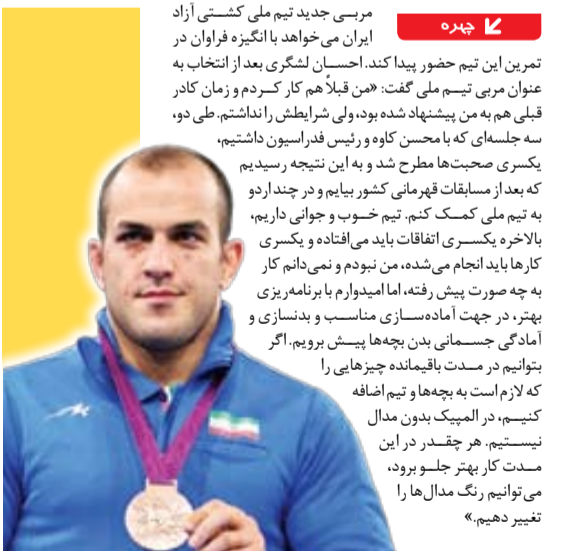 چهره
مربی جدید تیم ملی کشتی آزاد
ایران می‌خواهد با انگیزه فراوان در
تمرین این تیم حضور پیدا کند. احسان لشگری بعد از انتخاب به
عنوان مربی تیم ملی گفت: «من قبلاً هم کار کردم و زمان کادر
قبلی هم به من پیشنهاد شده بود، ولی شرایطش را نداشتم. طی دو،
سه جلسه‌ای که با محسن کاوه و رئیس فدراسیون داشتیم،
یکسری صحبت‌ها مطرح شد و به این نتیجه رسیدیم
که بعد از مسابقات قهرمانی کشور بیایم و در چند اردو
به تیم ملی کمک کنم. تیم خوب و جوانی داریم،
بالاخره یکسری اتفاقات باید می‌افتاده و یکسری
کارها باید انجام می‌شده، من نبودم و نمی‌دانم کار
به چه صورت پیش رفته، اما امیدوارم با برنامه‌ریزی
بهتر، در جهت آماده‌سازی مناسب و بدنسازی و
آمادگی جسمانی بدن بچه‌ها پیش برویم. اگر
بتوانیم در مدت باقیمانده چیزهایی را
که لازم است به بچه‌ها و تیم اضافه
کنیم، در المپیک بدون مدال
نیستیم. هر چقدر در این
مدت کار بهتر جلو برود،
می‌توانیم رنگ مدال‌ها را
تغییر دهیم.»